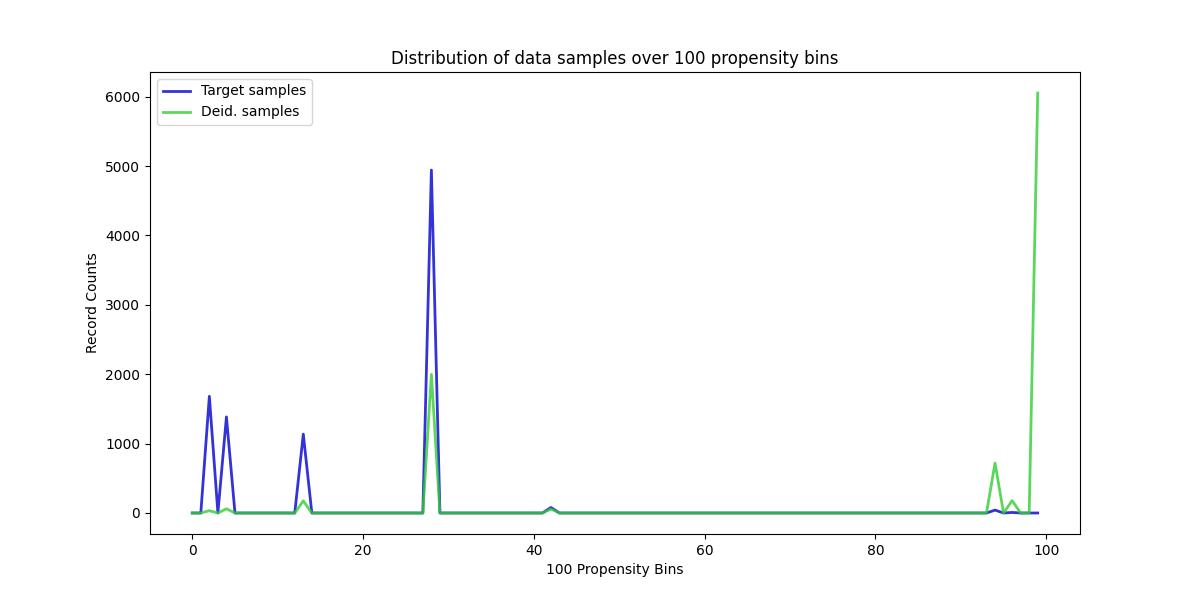 Distribution of data samples over 100 propensity bins
Target samples
Deid. samples
6000
5000
4000
3000
2000
1000
0
Record Counts
0 20 40 60 80 100
100 Propensity Bins